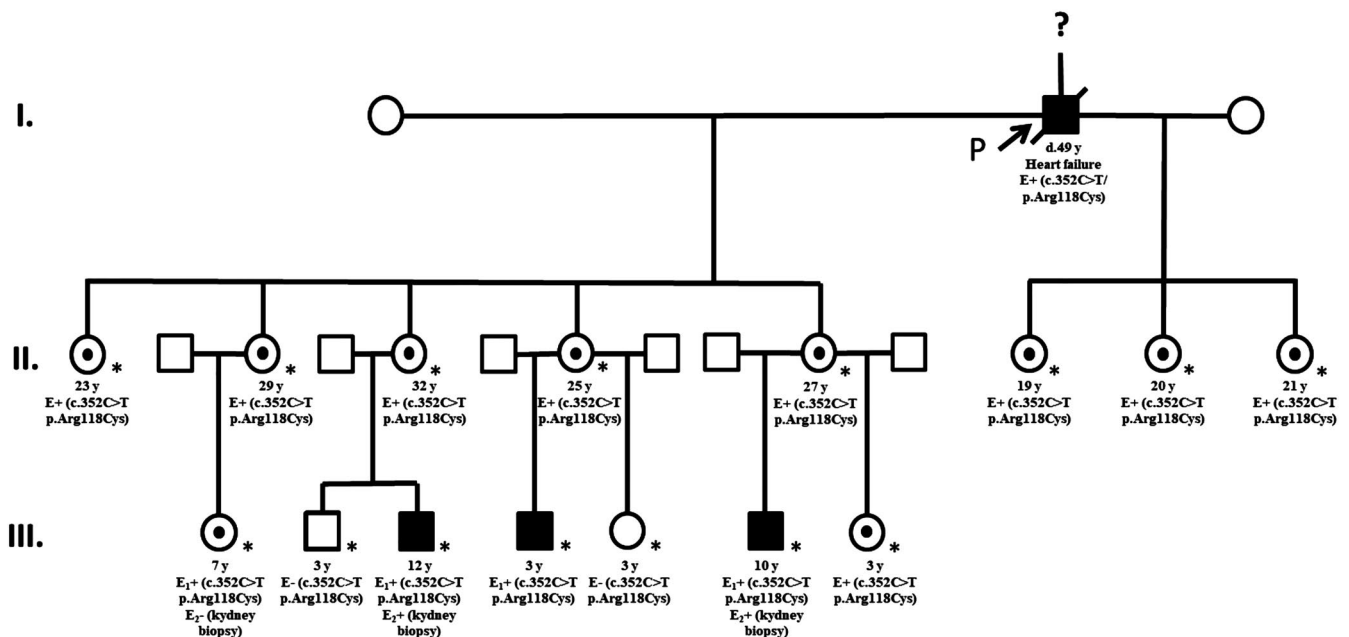 ?
I.
P
d.49 y
Heart failure
E+ (c.352C>T/
p.Arg118Cys)
II.
*
23 y
E+ (c.352C>T
p.Arg118Cys)
*
29 y
E+ (c.352C>T
p.Arg118Cys)
*
32 y
E+ (c.352C>T
p.Arg118Cys)
*
25 y
E+ (c.352C>T
p.Arg118Cys)
*
27 y
E+ (c.352C>T
p.Arg118Cys)
*
19 y
E+ (c.352C>T
p.Arg118Cys)
*
20 y
E+ (c.352C>T
p.Arg118Cys)
*
21 y
E+ (c.352C>T
p.Arg118Cys)
III.
*
7 y
E₁+ (c.352C>T
p.Arg118Cys)
E₂- (kydney
biopsy)
*
3 y
E- (c.352C>T
p.Arg118Cys)
*
12 y
E₁+ (c.352C>T
p.Arg118Cys)
E₂+ (kydney
biopsy)
*
3 y
E₁+ (c.352C>T
p.Arg118Cys)
*
3 y
E- (c.352C>T
p.Arg118Cys)
*
10 y
E₁+ (c.352C>T
p.Arg118Cys)
E₂+ (kydney
biopsy)
*
3 y
E+ (c.352C>T
p.Arg118Cys)